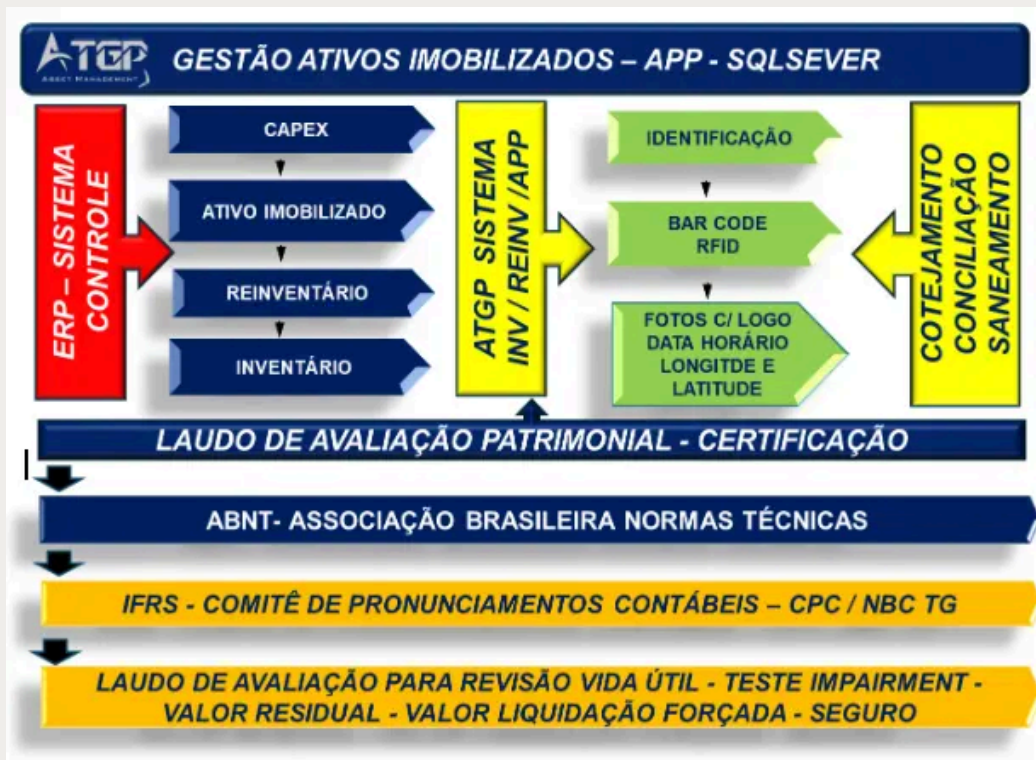 ATGP
ASSET MANAGEMENT
GESTÃO ATIVOS IMOBILIZADOS – APP - SQLSEVER
ERP – SISTEMA
CONTROLE
CAPEX
ATIVO IMOBILIZADO
REINVENTÁRIO
INVENTÁRIO
ATGP SISTEMA
INV / REINV /APP
IDENTIFICAÇÃO
BAR CODE
RFID
FOTOS C/ LOGO
DATA HORÁRIO
LONGITDE E
LATITUDE
COTEJAMENTO
CONCILIAÇÃO
SANEAMENTO
LAUDO DE AVALIAÇÃO PATRIMONIAL - CERTIFICAÇÃO
ABNT- ASSOCIAÇÃO BRASILEIRA NORMAS TÉCNICAS
IFRS - COMITÊ DE PRONUNCIAMENTOS CONTÁBEIS – CPC / NBC TG
LAUDO DE AVALIAÇÃO PARA REVISÃO VIDA ÚTIL - TESTE IMPAIRMENT -
VALOR RESIDUAL - VALOR LIQUIDAÇÃO FORÇADA - SEGURO